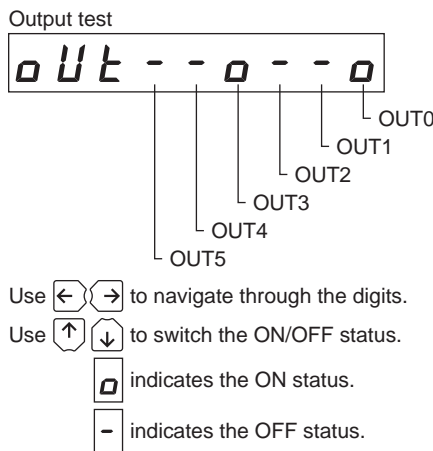 Output test
oUt--o--o
OUT0
OUT1
OUT2
OUT3
OUT4
OUT5
Use ← → to navigate through the digits.
Use ↑ ↓ to switch the ON/OFF status.
o indicates the ON status.
- indicates the OFF status.